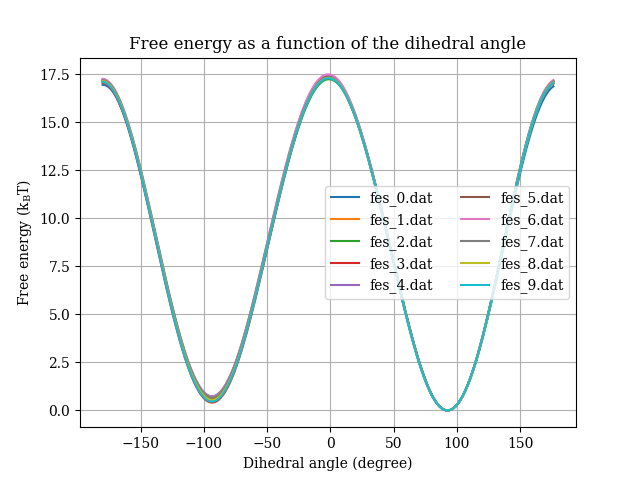 Free energy as a function of the dihedral angle
Free energy (k_BT)
17.5
15.0
12.5
10.0
7.5
5.0
2.5
0.0
fes_0.dat
fes_1.dat
fes_2.dat
fes_3.dat
fes_4.dat
fes_5.dat
fes_6.dat
fes_7.dat
fes_8.dat
fes_9.dat
−150
−100
−50
0
50
100
150
Dihedral angle (degree)